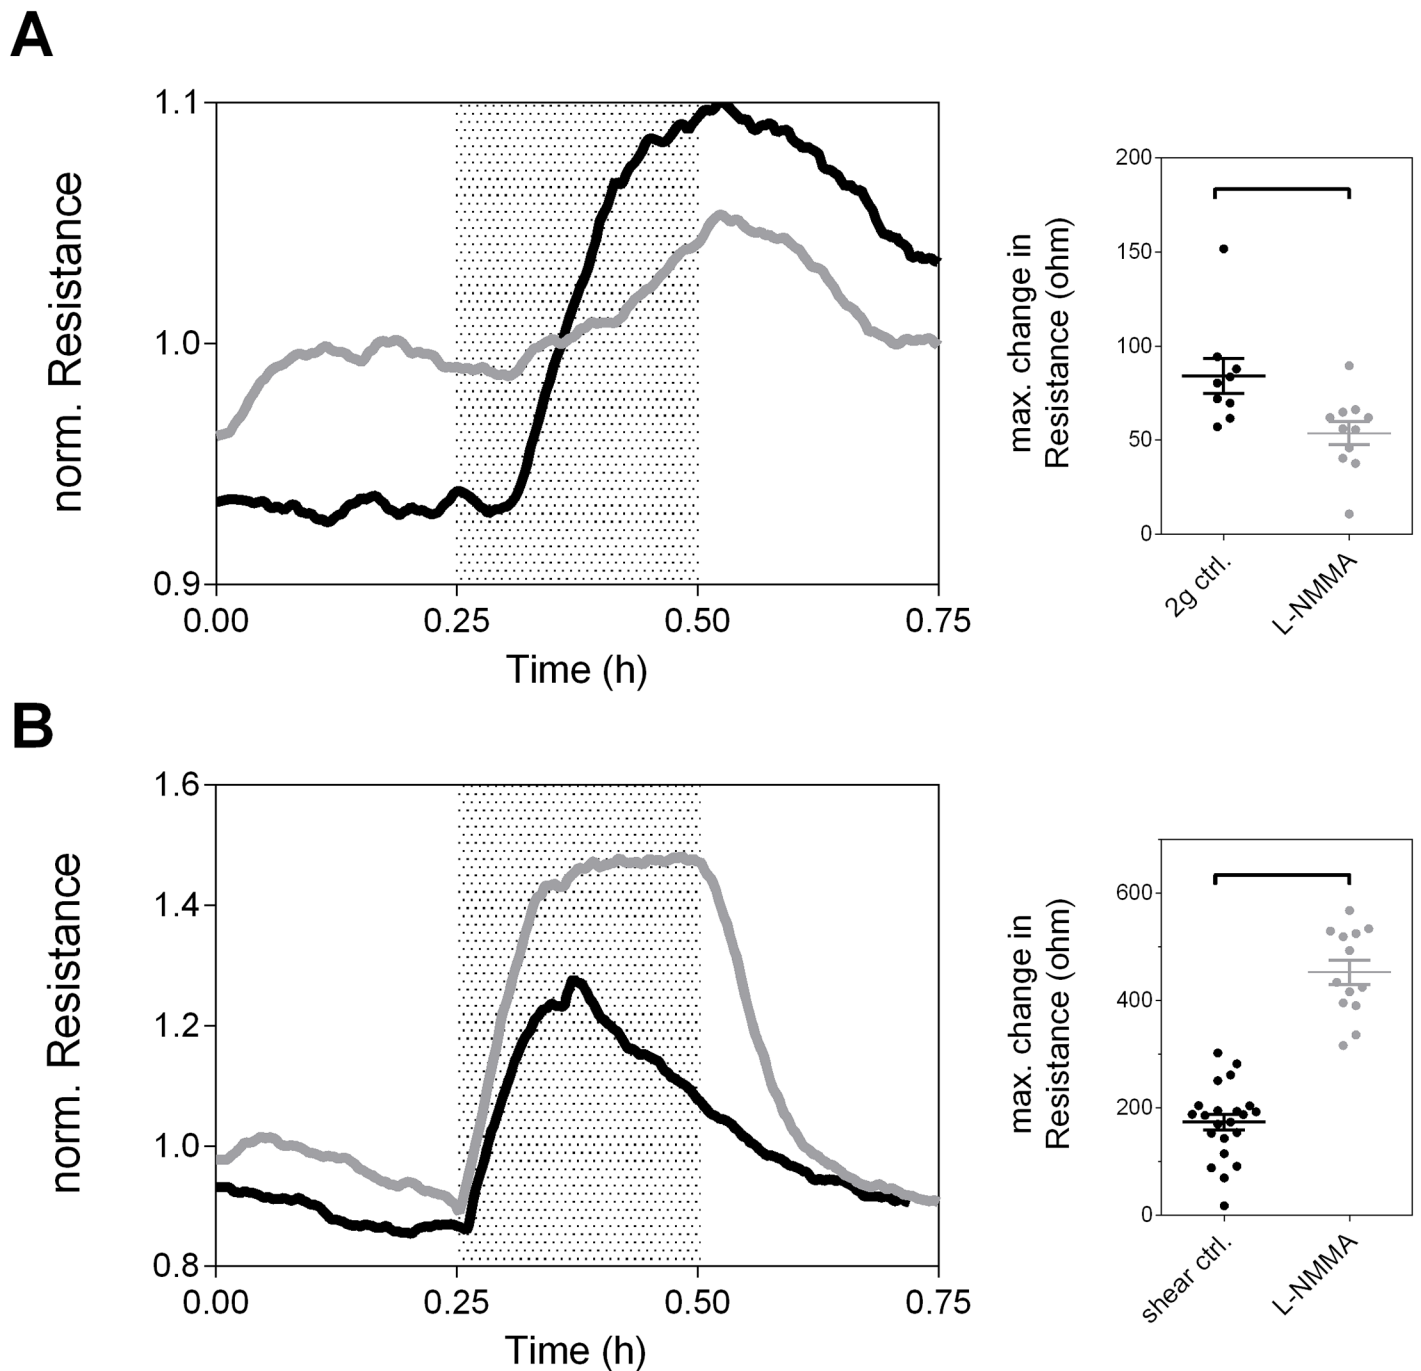 A
1.1
1.0
0.9
norm. Resistance
0.00 0.25 0.50 0.75
Time (h)
200
150
100
50
0
max. change in
Resistance (ohm)
2g ctrl.
L-NMMA
B
1.6
1.4
1.2
1.0
0.8
norm. Resistance
0.00 0.25 0.50 0.75
Time (h)
600
400
200
0
max. change in
Resistance (ohm)
shear ctrl.
L-NMMA